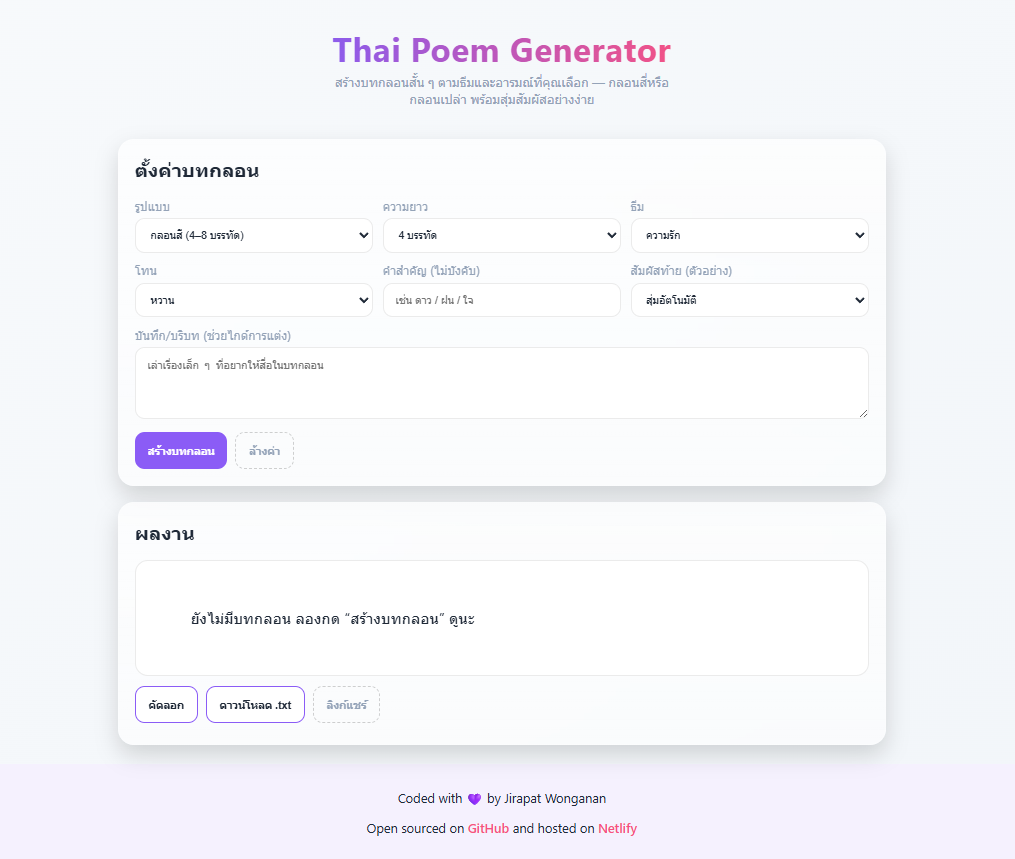 Thai Poem Generator
สร้างบทกลอนสั้น ๆ ตามธีมและอารมณ์ที่คุณเลือก — กลอนสี่หรือ
กลอนเปล่า พร้อมสุ่มสัมผัสอย่างง่าย
ตั้งค่าบทกลอน
รูปแบบ ความยาว ธีม
กลอนสี่ (4–8 บรรทัด) 4 บรรทัด ความรัก
โทน คำสำคัญ (ไม่บังคับ) สัมผัสท้าย (ตัวอย่าง)
หวาน เช่น ดาว / ฝน / ใจ สุ่มอัตโนมัติ
บันทึก/บริบท (ช่วยไกด์การแต่ง)
เล่าเรื่องเล็ก ๆ ที่อยากให้สื่อในบทกลอน
สร้างบทกลอน ล้างค่า
ผลงาน
ยังไม่มีบทกลอน ลองกด “สร้างบทกลอน” ดูนะ
คัดลอก ดาวน์โหลด .txt ลิงก์แชร์
Coded with 💜 by Jirapat Wonganan
Open sourced on GitHub and hosted on Netlify